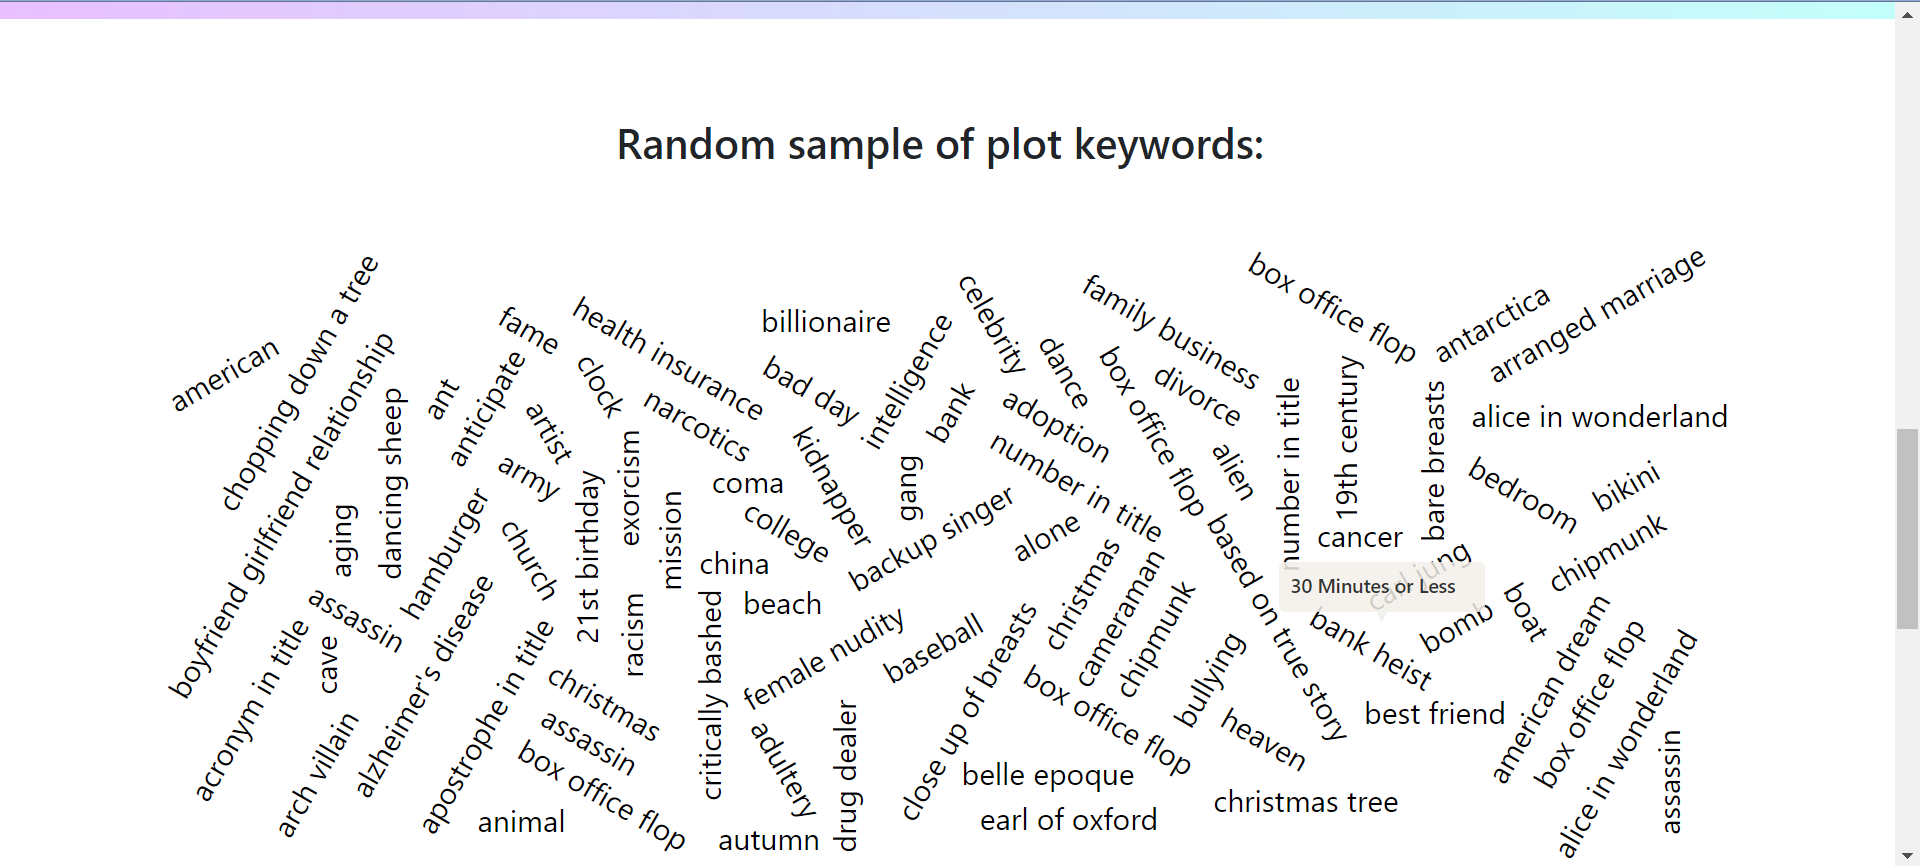 Random sample of plot keywords:
american
chopping down a tree
boyfriend girlfriend relationship
dancing sheep
ant
anticipate
fame
health insurance
clock
artist
narcotics
army
billionaire
bad day
intelligence
celebrity
dance
bank
adoption
family business
box office flop
divorce
box office flop
antarctica
arranged marriage
number in title
19th century
bare breasts
alice in wonderland
alien
number in title
kidnapper
gang
coma
college
exorcism
mission
21st birthday
aging
hamburger
church
backup singer
alone
china
beach
cancer
bedroom
bikini
chipmunk
carl jung
30 Minutes or Less
based on true story
bank heist
bomb
boat
christmas
cameraman
chipmunk
assassin
acronym in title
cave
alzheimer's disease
apostrophe in title
racism
critically bashed
female nudity
baseball
close up of breasts
box office flop
bullying
heaven
best friend
american dream
box office flop
alice in wonderland
assassin
arch villain
christmas
assassin
box office flop
animal
adultery
drug dealer
autumn
belle epoque
earl of oxford
christmas tree